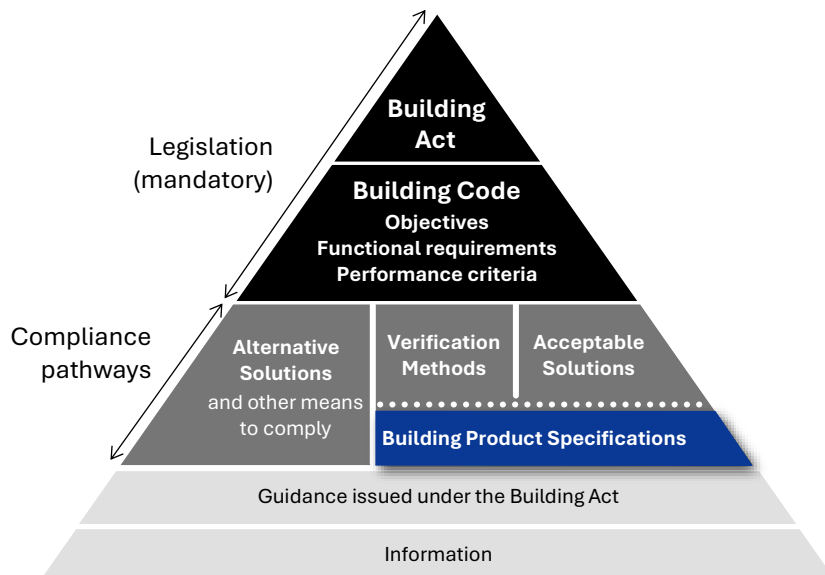 Building
Act
Legislation
(mandatory)
Building Code
Objectives
Functional requirements
Performance criteria
Compliance
pathways
Alternative
Solutions
and other means
to comply
Verification
Methods
Acceptable
Solutions
Building Product Specifications
Guidance issued under the Building Act
Information